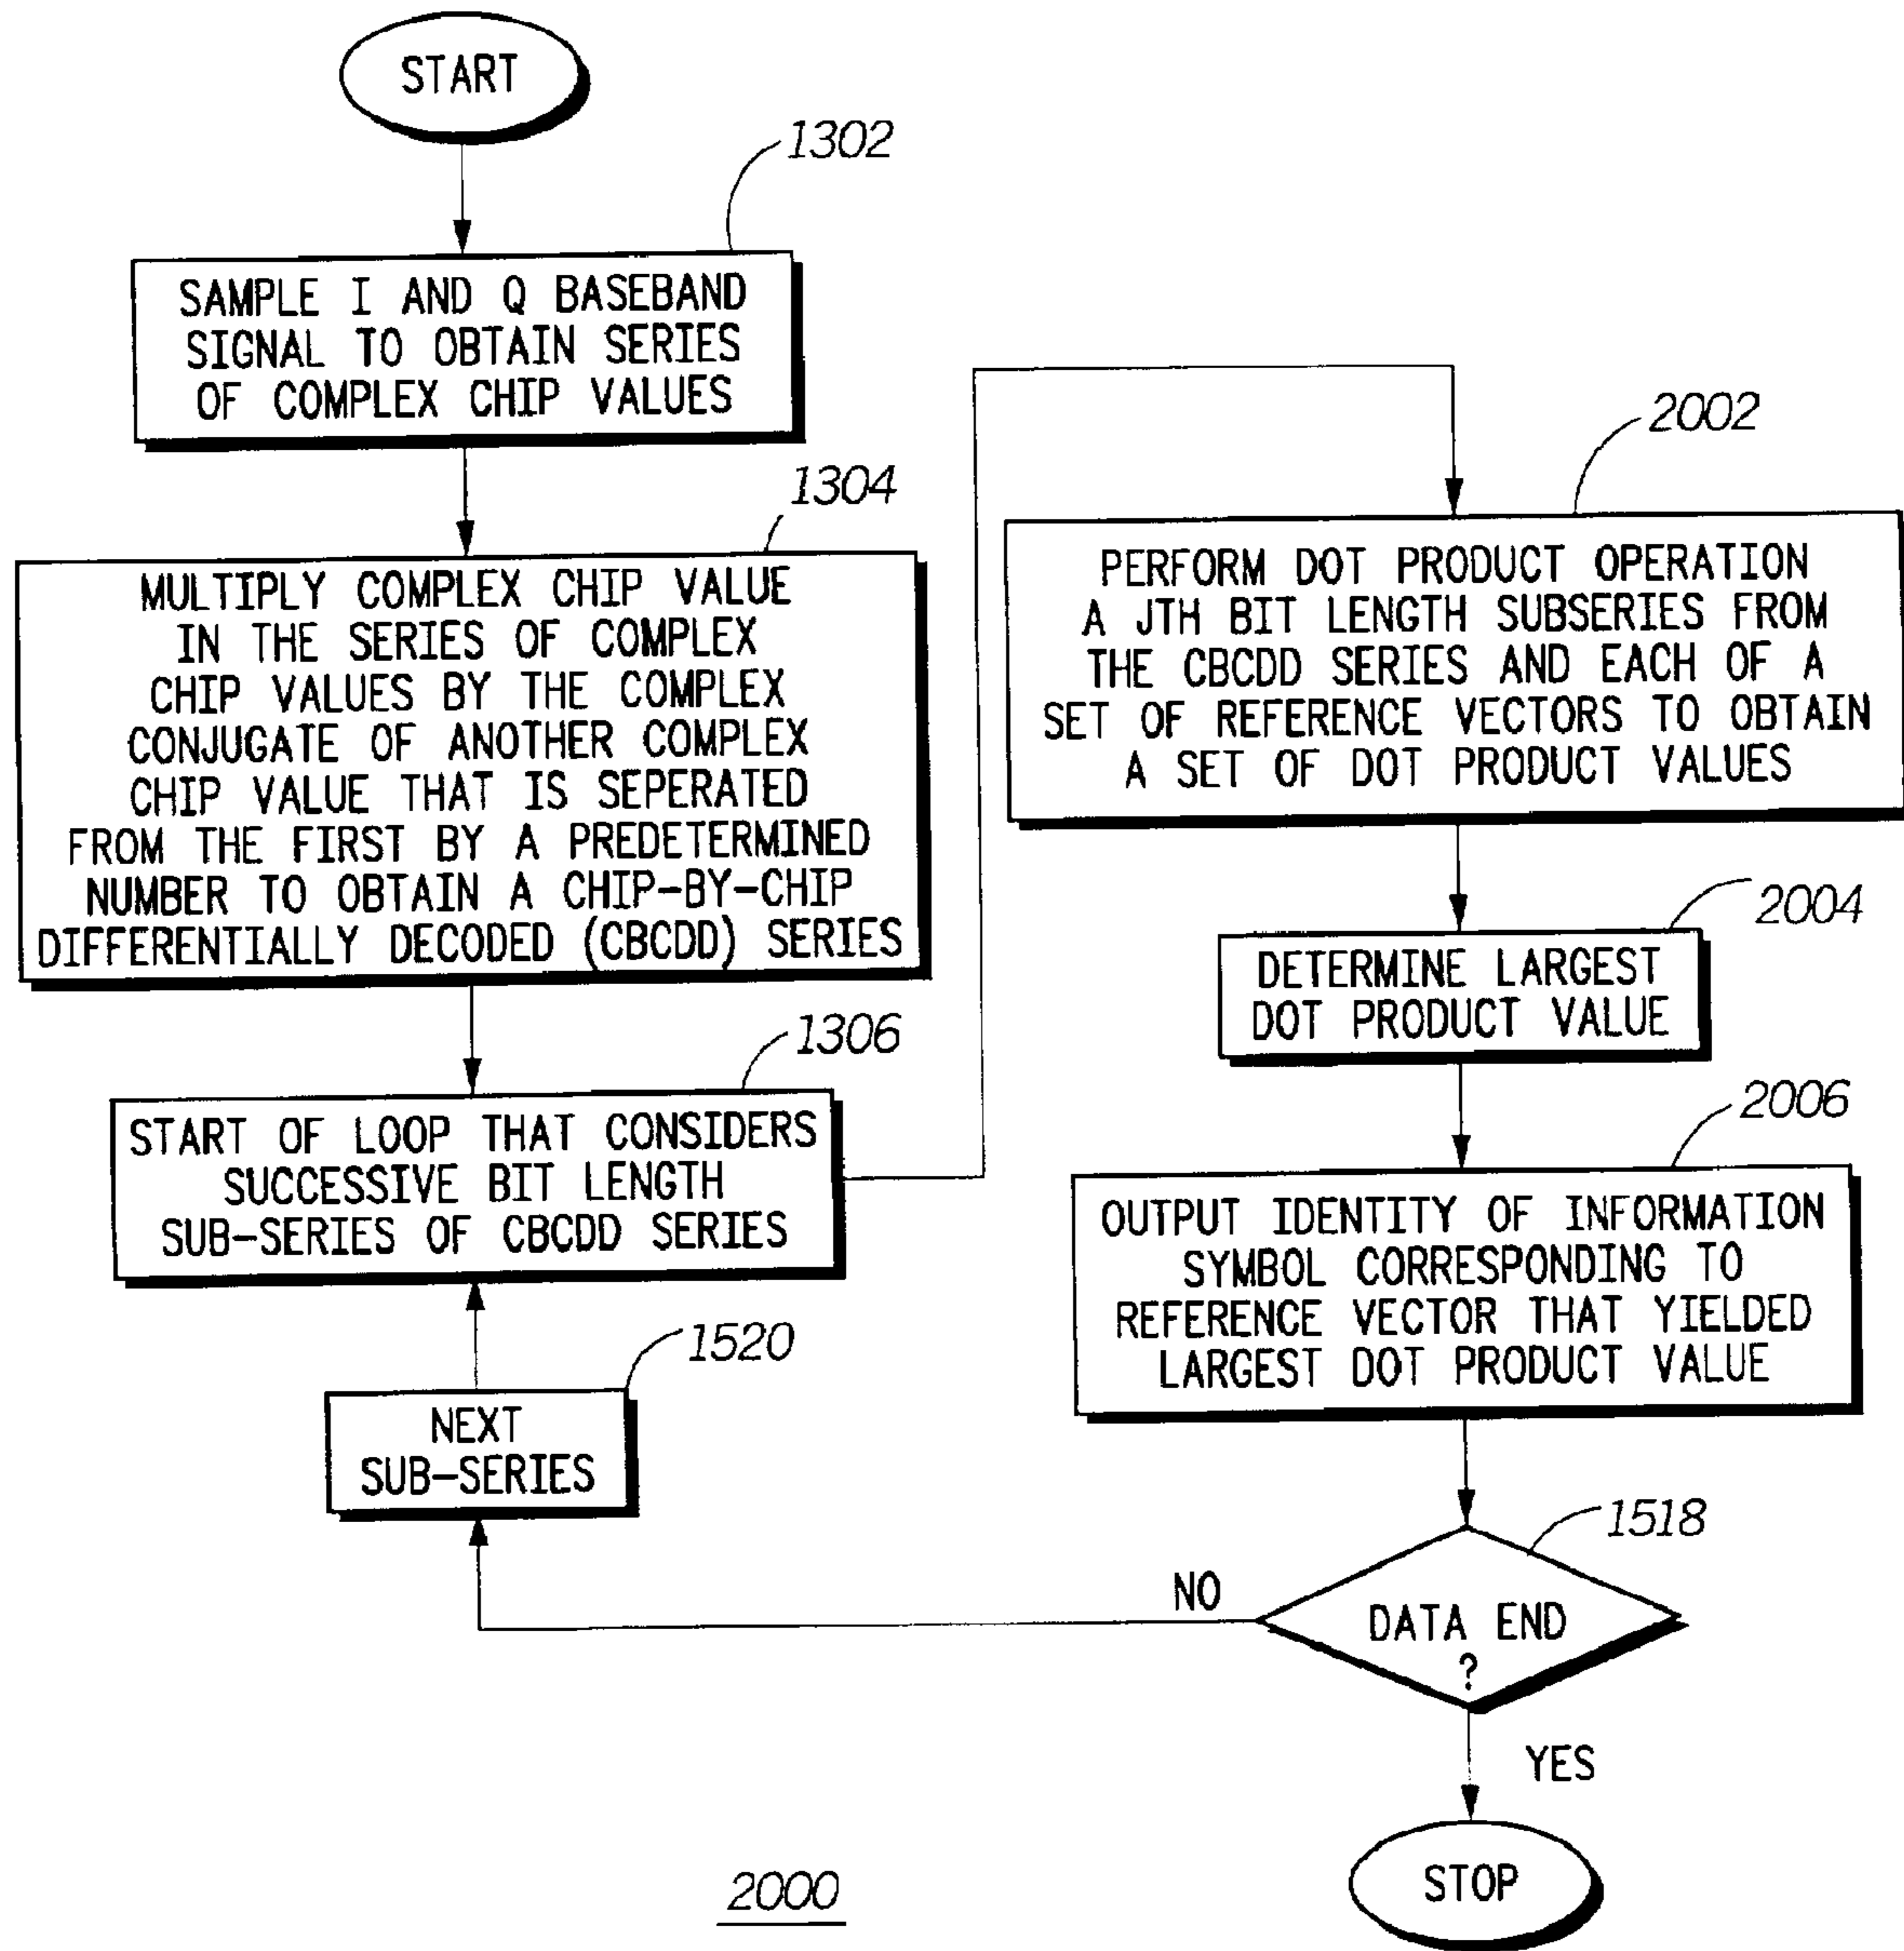 START
1302
SAMPLE I AND Q BASEBAND
SIGNAL TO OBTAIN SERIES
OF COMPLEX CHIP VALUES
1304
MULTIPLY COMPLEX CHIP VALUE
IN THE SERIES OF COMPLEX
CHIP VALUES BY THE COMPLEX
CONJUGATE OF ANOTHER COMPLEX
CHIP VALUE THAT IS SEPERATED
FROM THE FIRST BY A PREDETERMINED
NUMBER TO OBTAIN A CHIP-BY-CHIP
DIFFERENTIALLY DECODED (CBCDD) SERIES
1306
START OF LOOP THAT CONSIDERS
SUCCESSIVE BIT LENGTH
SUB-SERIES OF CBCDD SERIES
1520
NEXT
SUB-SERIES
2002
PERFORM DOT PRODUCT OPERATION
A JTH BIT LENGTH SUBSERIES FROM
THE CBCDD SERIES AND EACH OF A
SET OF REFERENCE VECTORS TO OBTAIN
A SET OF DOT PRODUCT VALUES
2004
DETERMINE LARGEST
DOT PRODUCT VALUE
2006
OUTPUT IDENTITY OF INFORMATION
SYMBOL CORRESPONDING TO
REFERENCE VECTOR THAT YIELDED
LARGEST DOT PRODUCT VALUE
1518
NO
DATA END
?
YES
STOP
2000